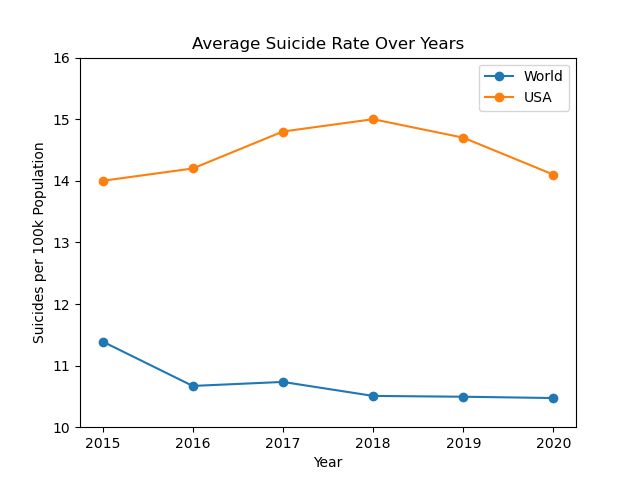 Average Suicide Rate Over Years
World
USA
Suicides per 100k Population
16
15
14
13
12
11
10
2015 2016 2017 2018 2019 2020
Year